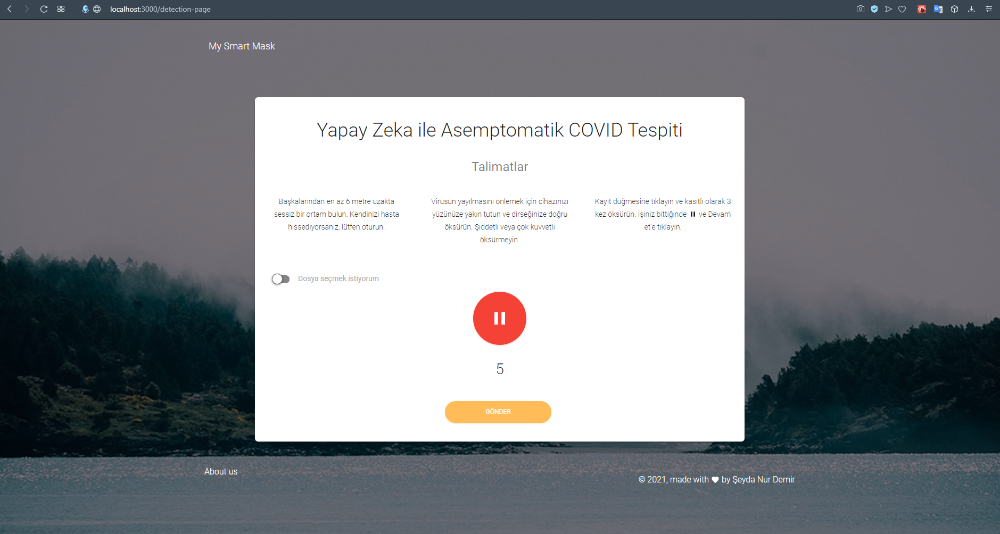 localhost:3000/detection-page
My Smart Mask
Yapay Zeka ile Asemptomatik COVID Tespiti
Talimatlar
Başkalarından en az 6 metre uzakta
sessiz bir ortam bulun. Kendinizi hasta
hissediyorsanız, lütfen oturun.
Virüsün yayılmasını önlemek için cihazınızı
yüzünüze yakın tutun ve dirseğinize doğru
öksürün. Şiddetli veya çok kuvvetli
öksürmeyin.
Kayıt düğmesine tıklayın ve kasıtlı olarak 3
kez öksürün. İşiniz bittiğinde ve Devam
et'e tıklayın.
Dosya seçmek istiyorum
5
GÖNDER
About us
© 2021, made with by Şeyda Nur Demir